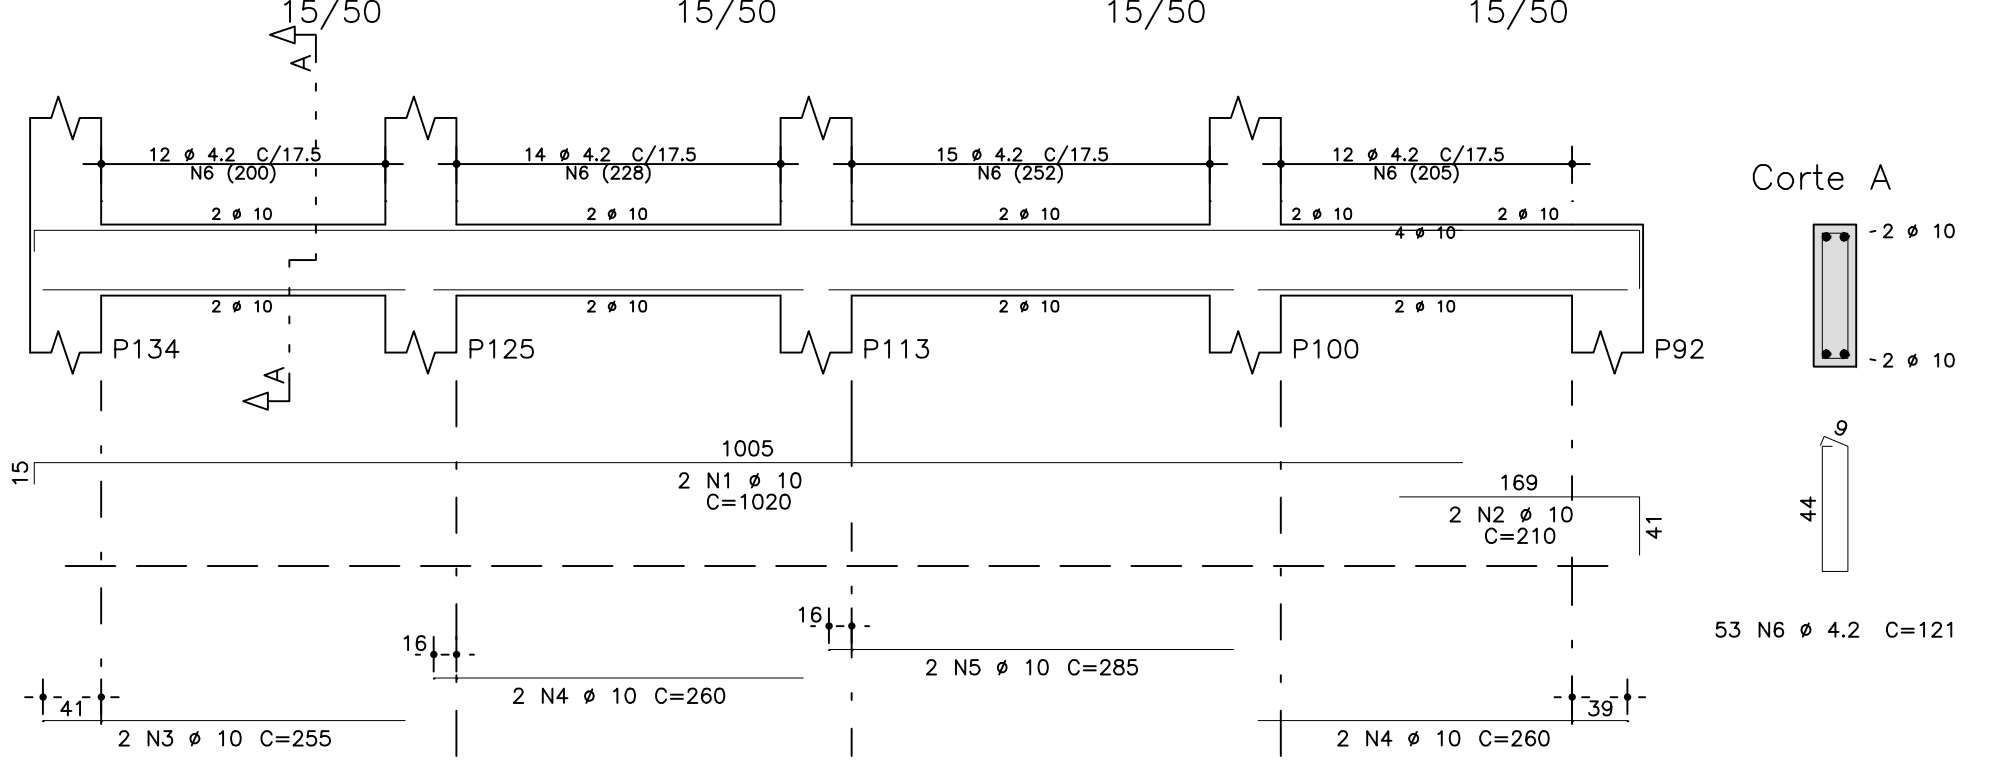 15/50 15/50 15/50 15/50
A
12 ø 4.2 C/17.5 14 ø 4.2 C/17.5 15 ø 4.2 C/17.5 12 ø 4.2 C/17.5
N6 (200) N6 (228) N6 (252) N6 (205)
Corte A
2 ø 10 2 ø 10 2 ø 10 2 ø 10 2 ø 10
4 ø 10
-2 ø 10
2 ø 10 2 ø 10 2 ø 10 2 ø 10
P134 P125 P113 P100 P92
-2 ø 10
A
1005
15
2 N1 ø 10
C=1020
169
2 N2 ø 10
C=210
41
9
44
53 N6 ø 4.2 C=121
16
2 N5 ø 10 C=285
16
2 N4 ø 10 C=260
41
2 N3 ø 10 C=255
39
2 N4 ø 10 C=260